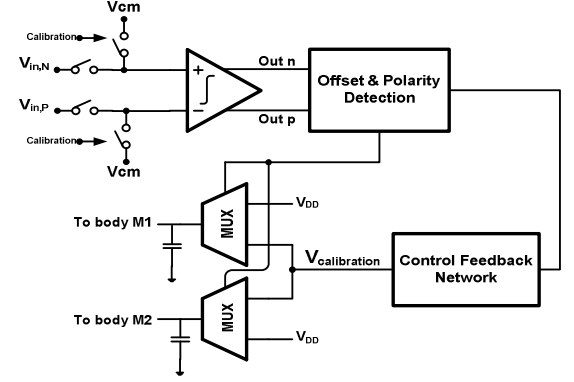 Vcm
Calibration
Vin,N
+
Out n
Offset & Polarity
Detection
Vin,P
−
Out p
Calibration
Vcm
MUX
VDD
To body M1
Vcalibration
Control Feedback
Network
To body M2
MUX
VDD